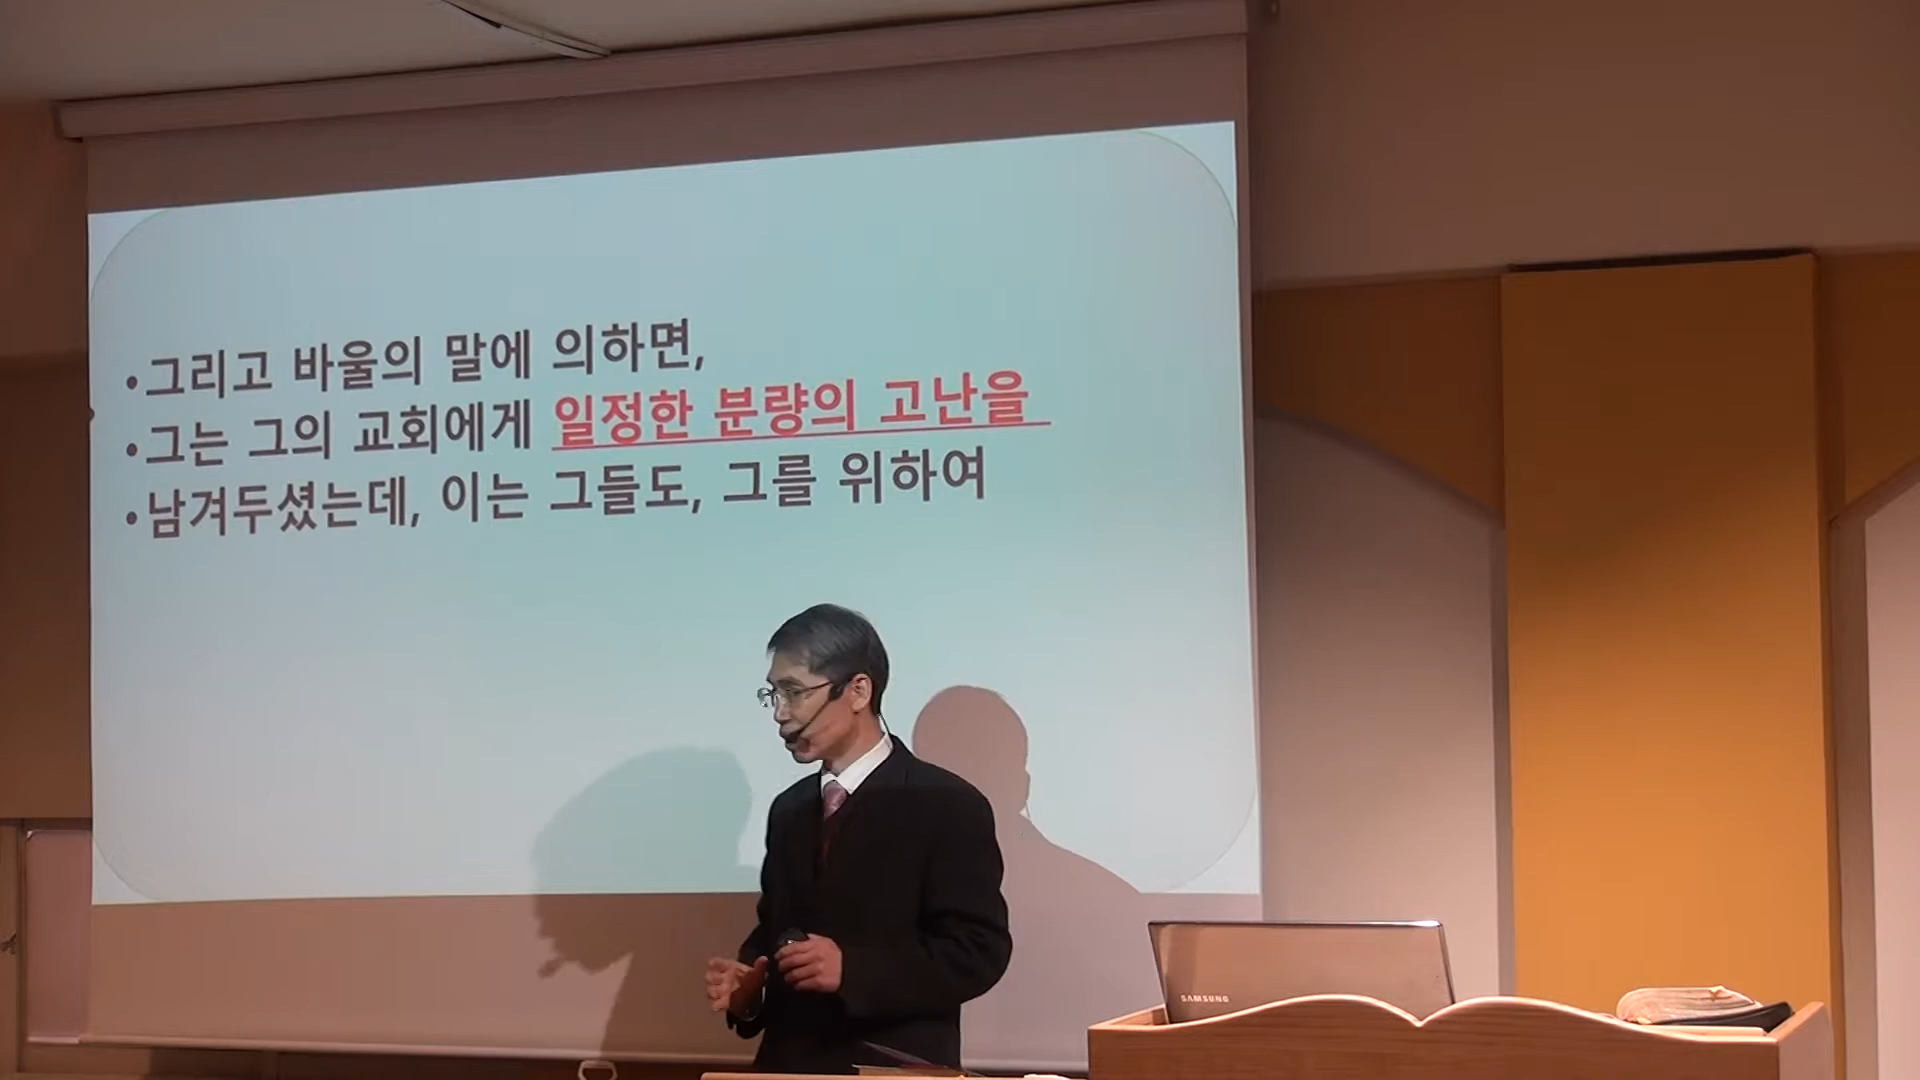 •그리고 바울의 말에 의하면,
•그는 그의 교회에게 일정한 분량의 고난을
•남겨두셨는데, 이는 그들도, 그를 위하여
SAMSUNG